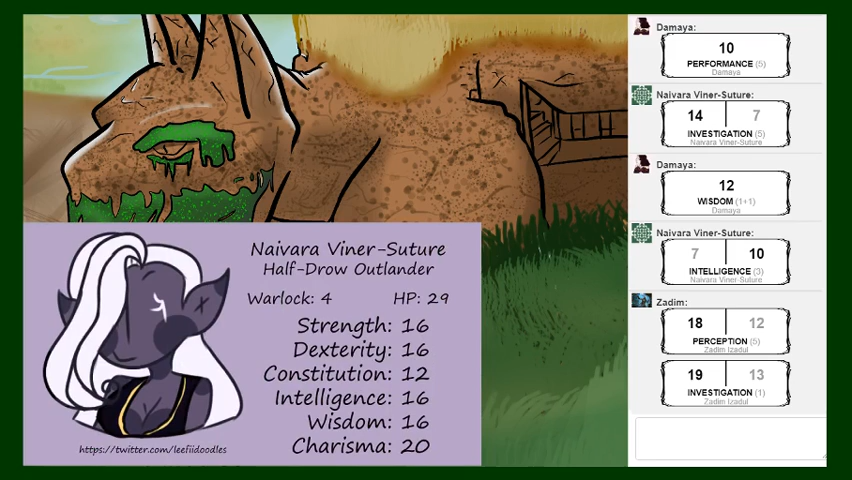 Naivara Viner-Suture
Half-Drow Outlander
Warlock: 4 HP: 29
Strength: 16
Dexterity: 16
Constitution: 12
Intelligence: 16
Wisdom: 16
Charisma: 20
https://twitter.com/leefiidoodles
Damaya:
10
PERFORMANCE (5)
Damaya
Naivara Viner-Suture:
14 7
INVESTIGATION (5)
Naivara Viner-Suture
Damaya:
12
WISDOM (1+1)
Damaya
Naivara Viner-Suture:
7 10
INTELLIGENCE (3)
Naivara Viner-Suture
Zadim:
18 12
PERCEPTION (5)
Zadim Izadul
19 13
INVESTIGATION (1)
Zadim Izadul